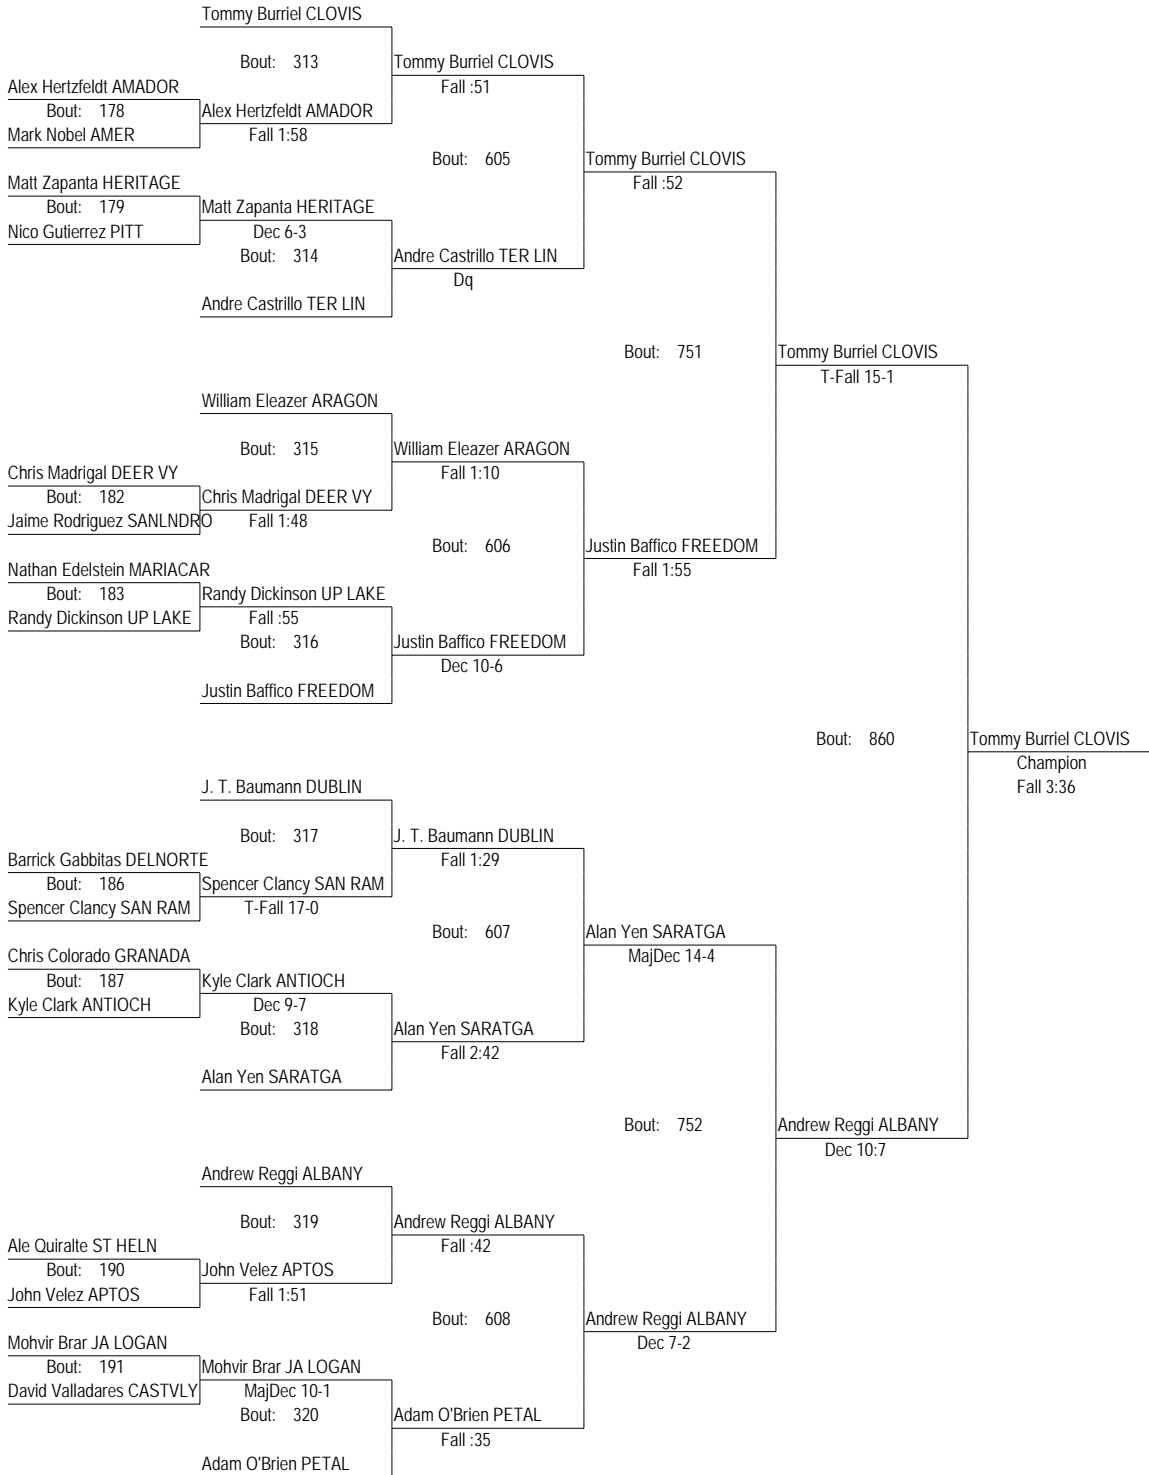 Tommy Burriel CLOVIS
Bout: 313
Tommy Burriel CLOVIS
Fall :51
Alex Hertzfeldt AMADOR
Bout: 178
Alex Hertzfeldt AMADOR
Mark Nobel AMER
Fall 1:58
Bout: 605
Tommy Burriel CLOVIS
Fall :52
Matt Zapanta HERITAGE
Bout: 179
Matt Zapanta HERITAGE
Nico Gutierrez PITT
Dec 6-3
Bout: 314
Andre Castrillo TER LIN
Dq
Andre Castrillo TER LIN
Bout: 751
Tommy Burriel CLOVIS
T-Fall 15-1
William Eleazer ARAGON
Bout: 315
William Eleazer ARAGON
Fall 1:10
Chris Madrigal DEER VY
Bout: 182
Chris Madrigal DEER VY
Jaime Rodriguez SANLNDRO
Fall 1:48
Bout: 606
Justin Baffico FREEDOM
Fall 1:55
Nathan Edelstein MARIACAR
Bout: 183
Randy Dickinson UP LAKE
Randy Dickinson UP LAKE
Fall :55
Bout: 316
Justin Baffico FREEDOM
Dec 10-6
Justin Baffico FREEDOM
Bout: 860
Tommy Burriel CLOVIS
Champion
Fall 3:36
J. T. Baumann DUBLIN
Bout: 317
J. T. Baumann DUBLIN
Fall 1:29
Barrick Gabbitas DELNORTE
Bout: 186
Spencer Clancy SAN RAM
Spencer Clancy SAN RAM
T-Fall 17-0
Bout: 607
Alan Yen SARATGA
MajDec 14-4
Chris Colorado GRANADA
Bout: 187
Kyle Clark ANTIOCH
Kyle Clark ANTIOCH
Dec 9-7
Bout: 318
Alan Yen SARATGA
Fall 2:42
Alan Yen SARATGA
Bout: 752
Andrew Reggi ALBANY
Dec 10:7
Andrew Reggi ALBANY
Bout: 319
Andrew Reggi ALBANY
Fall :42
Ale Quiralte ST HELN
Bout: 190
John Velez APTOS
John Velez APTOS
Fall 1:51
Bout: 608
Andrew Reggi ALBANY
Dec 7-2
Mohvir Brar JA LOGAN
Bout: 191
Mohvir Brar JA LOGAN
David Valladares CASTVLY
MajDec 10-1
Bout: 320
Adam O'Brien PETAL
Fall :35
Adam O'Brien PETAL